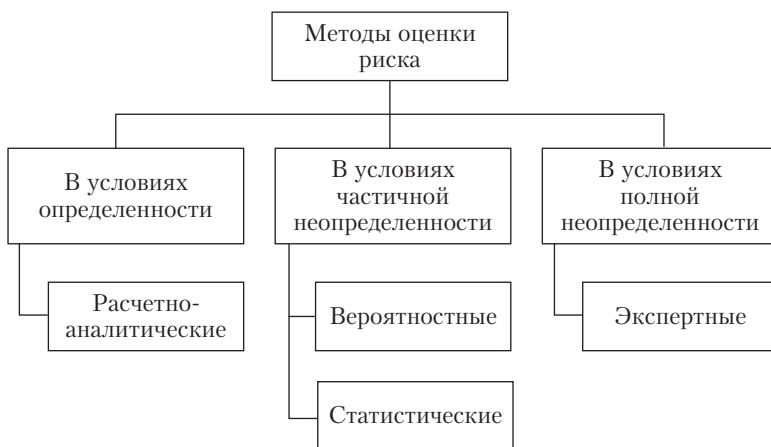 Методы оценки
риска
В условиях
определенности
В условиях
частичной
неопределенности
В условиях
полной
неопределенности
Расчетно-
аналитические
Вероятностные
Экспертные
Статистические